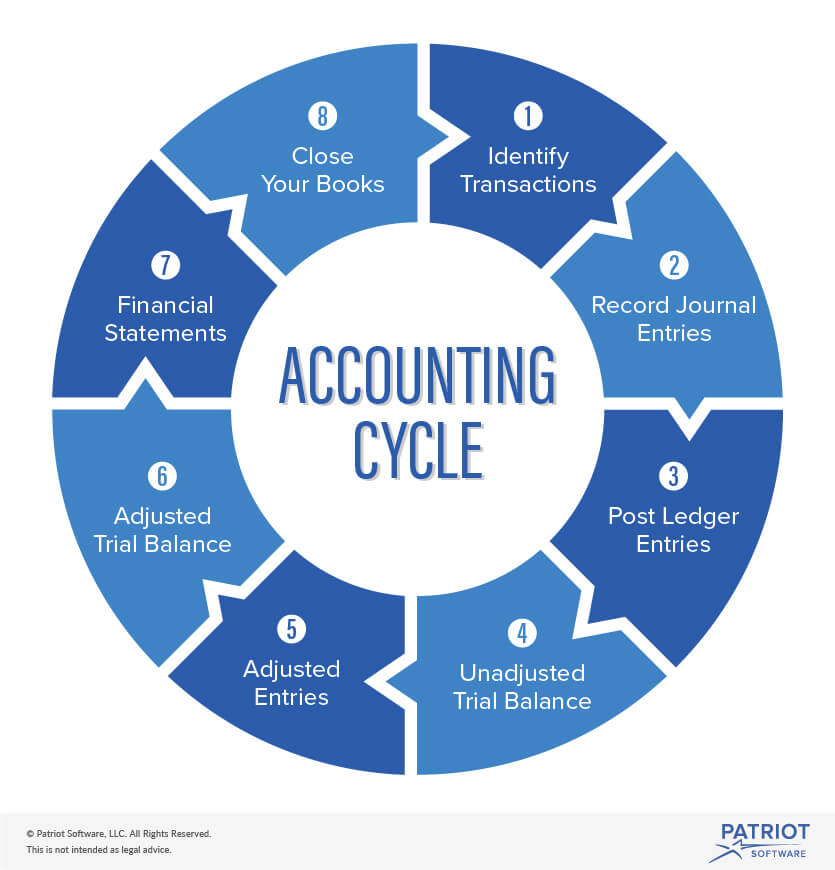 1
Identify
Transactions
2
Record Journal
Entries
3
Post Ledger
Entries
4
Unadjusted
Trial Balance
5
Adjusted
Entries
6
Adjusted
Trial Balance
7
Financial
Statements
8
Close
Your Books
ACCOUNTING
CYCLE
© Patriot Software, LLC. All Rights Reserved.
This is not intended as legal advice.
PATRIOT
SOFTWARE